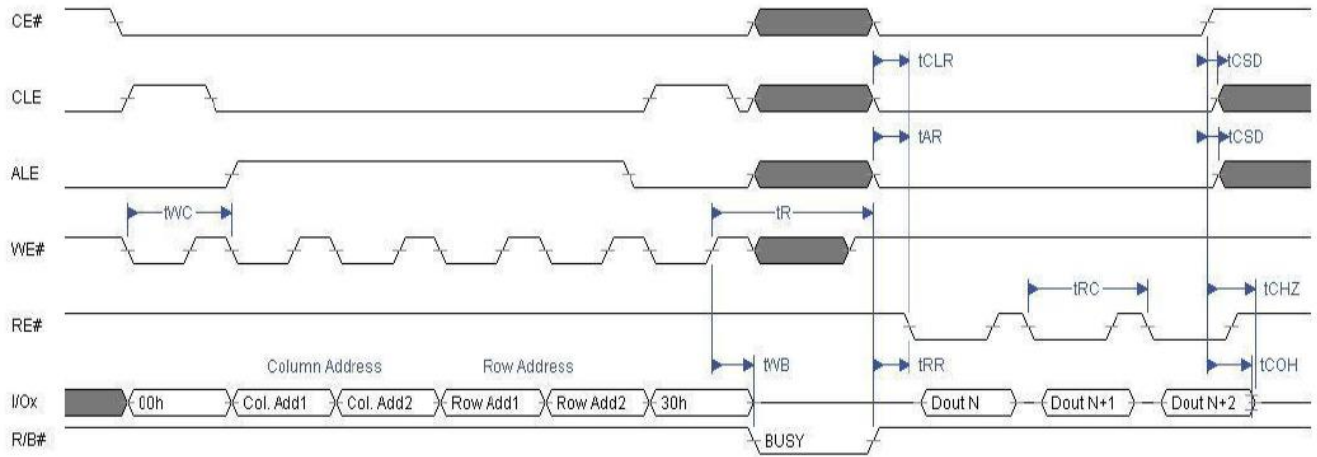 CE#
tCLR tCSD
CLE
tAR tCSD
ALE
tWC tR
WE#
tRC tCHZ
RE#
Column Address Row Address tWB tRR tCOH
I/Ox 00h Col. Add1 Col. Add2 Row Add1 Row Add2 30h Dout N Dout N+1 Dout N+2
R/B# BUSY